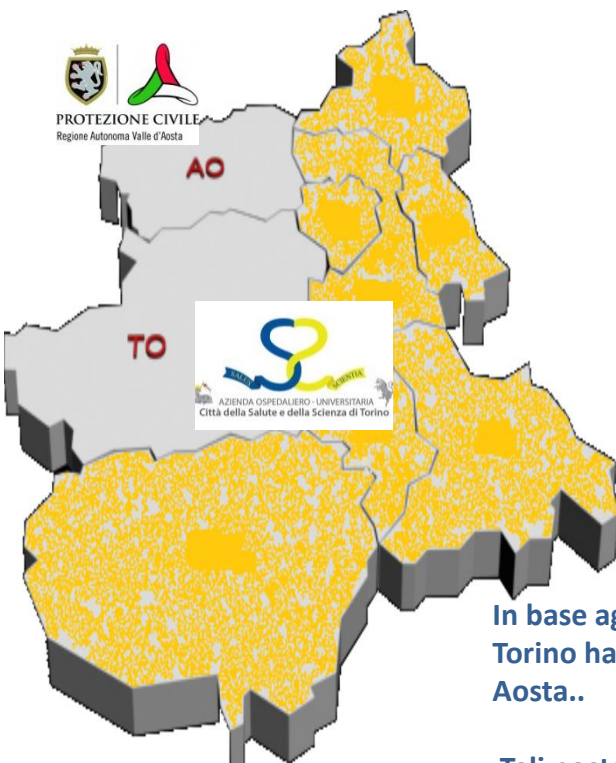 PROTEZIONE CIVILE
Regione Autonoma Valle d'Aosta
AO
TO
SALUS
SCIENTIA
AZIENDA OSPEDALIERO - UNIVERSITARIA
Città della Salute e della Scienza di Torino
In base ag
Torino ha
Aosta..